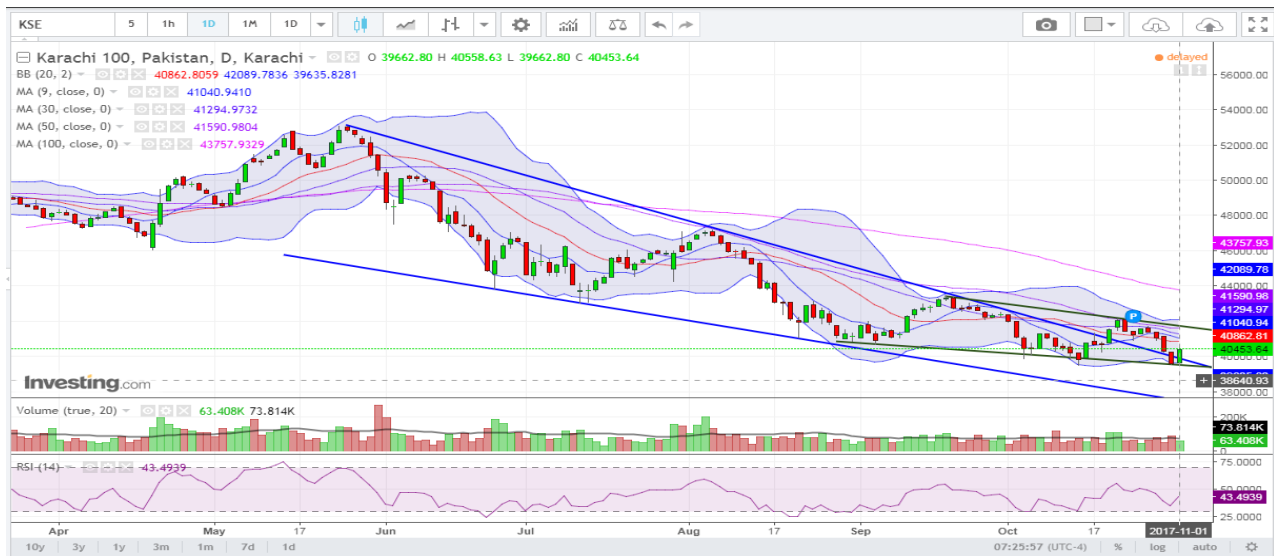 KSE 5 1h 1D 1M 1D
Karachi 100, Pakistan, D, Karachi O 39662.80 H 40558.63 L 39662.80 C 40453.64
delayed
BB (20, 2) 40862.8059 42089.7836 39635.8281
MA (9, close, 0) 41040.9410
MA (30, close, 0) 41294.9732
MA (50, close, 0) 41590.9804
MA (100, close, 0) 43757.9329
56000.00
54000.00
52000.00
50000.00
48000.00
46000.00
43757.93
42089.78
41590.98
41294.97
41040.94
40862.81
40453.64
40000.00
38640.93
38000.00
44000.00
P
Investing.com
Volume (true, 20) 63.408K 73.814K
200K
73.814K
63.408K
0
RSI (14) 43.4939
75.0000
50.0000
43.4939
25.0000
Apr May 17 Jun Jul Aug 17 Sep Oct 17 2017-11-01
10y 3y 1y 3m 1m 7d 1d 07:25:57 (UTC-4) % log auto